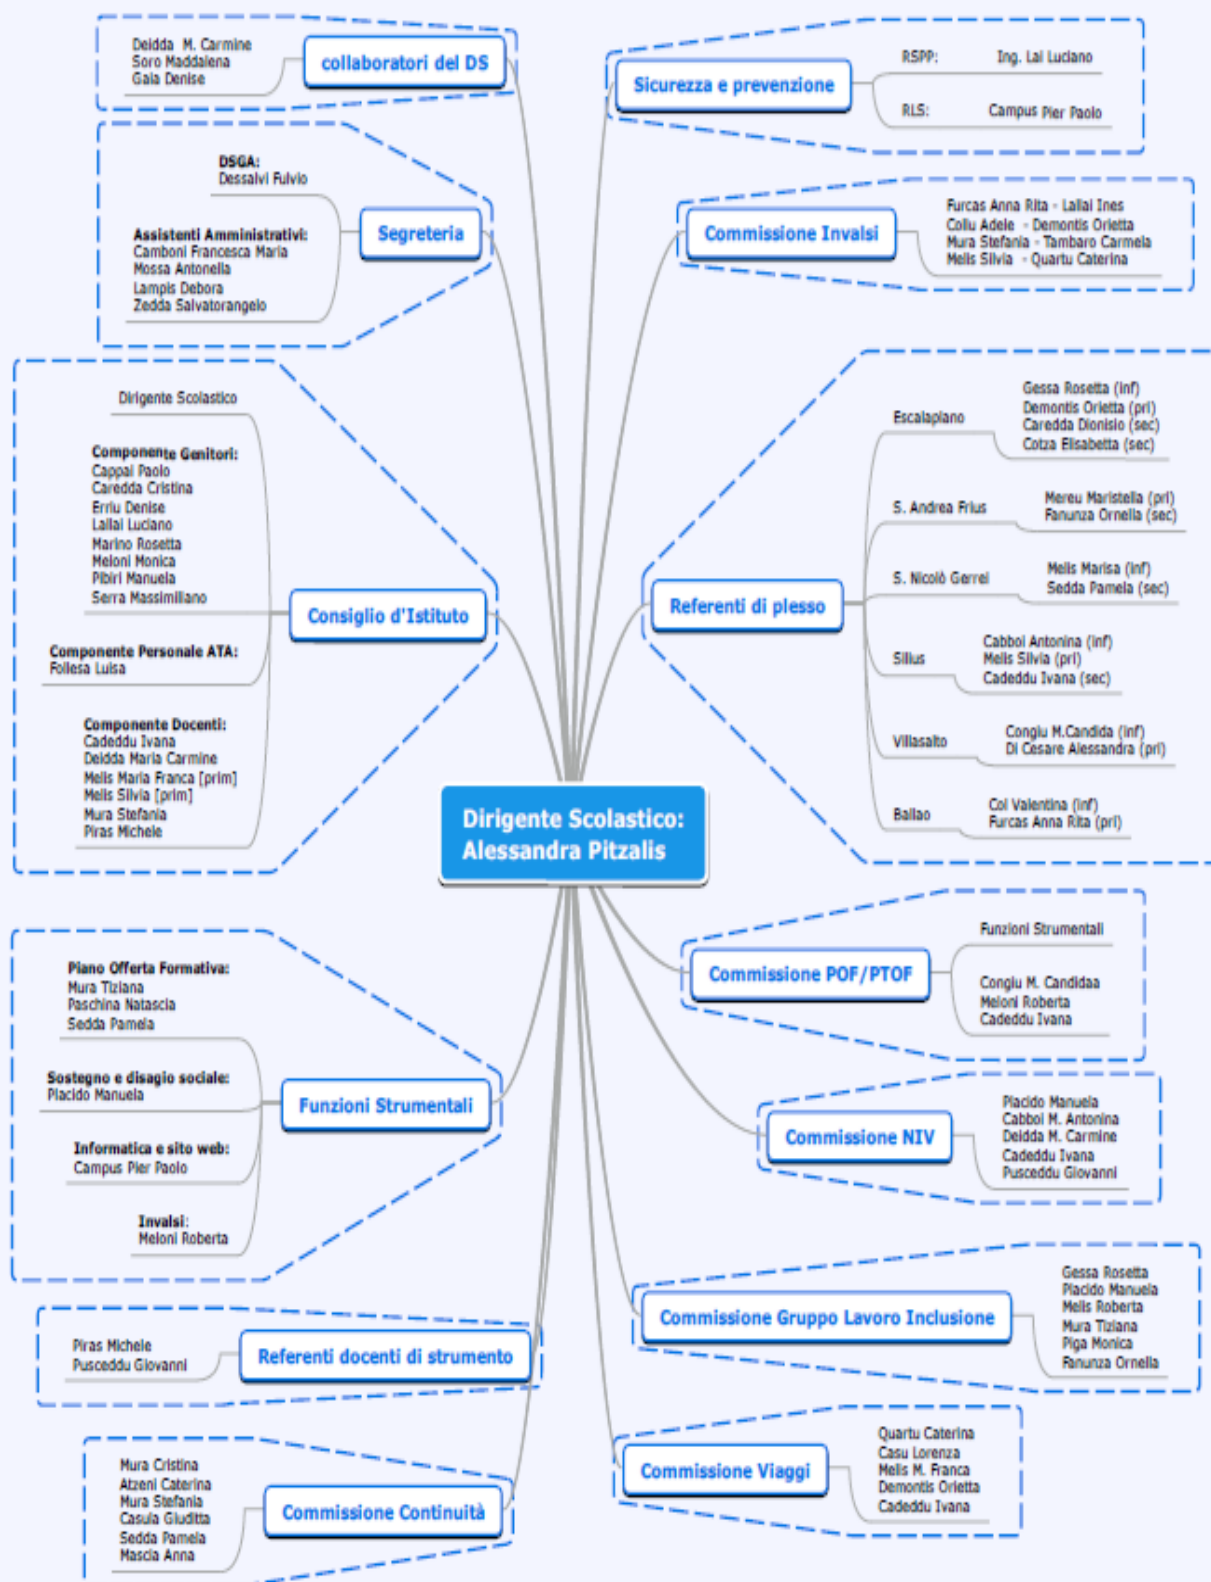 Deidda  M. Carmine
Soro Maddalena
Gaia Denise
collaboratori del DS
DSGA:
Dessalvi Fulvio
Assistenti Amministrativi:
Camboni Francesca Maria
Mossa Antonella
Lampis Debora
Zedda Salvatorangelo
Segreteria
Dirigente Scolastico
Componente Genitori:
Cappai Paolo
Caredda Cristina
Erriu Denise
Lallai Luciano
Marino Rosetta
Meloni Monica
Pibiri Manuela
Serra Massimiliano
Componente Personale ATA:
Follesa Luisa
Componente Docenti:
Cadeddu Ivana
Deidda Maria Carmine
Melis Maria Franca [prim]
Melis Silvia [prim]
Mura Stefania
Piras Michele
Consiglio d'Istituto
Dirigente Scolastico:
Alessandra Pitzalis
Piano Offerta Formativa:
Mura Tiziana
Paschina Natascia
Sedda Pamela
Sostegno e disagio sociale:
Placido Manuela
Informatica e sito web:
Campus Pier Paolo
Invalsi:
Meloni Roberta
Funzioni Strumentali
Piras Michele
Pusceddu Giovanni
Referenti docenti di strumento
Mura Cristina
Atzeni Caterina
Mura Stefania
Casula Giuditta
Sedda Pamela
Mascia Anna
Commissione Continuità
Sicurezza e prevenzione
RSPP: Ing. Lai Luciano
RLS: Campus Pier Paolo
Commissione Invalsi
Furcas Anna Rita - Lallai Ines
Collu Adele  - Demontis Orietta
Mura Stefania - Tambaro Carmela
Melis Silvia  - Quartu Caterina
Referenti di plesso
Escalaplano
Gessa Rosetta (inf)
Demontis Orietta (pri)
Caredda Dionisio (sec)
Cotza Elisabetta (sec)
S. Andrea Frius
Mereu Maristella (pri)
Fanunza Ornella (sec)
S. Nicolò Gerrei
Melis Marisa (inf)
Sedda Pamela (sec)
Silius
Cabboi Antonina (inf)
Melis Silvia (pri)
Cadeddu Ivana (sec)
Villasalto
Congiu M.Candida (inf)
Di Cesare Alessandra (pri)
Ballao
Coi Valentina (inf)
Furcas Anna Rita (pri)
Commissione POF/PTOF
Funzioni Strumentali
Congiu M. Candidaa
Meloni Roberta
Cadeddu Ivana
Commissione NIV
Placido Manuela
Cabboi M. Antonina
Deidda M. Carmine
Cadeddu Ivana
Pusceddu Giovanni
Commissione Gruppo Lavoro Inclusione
Gessa Rosetta
Placido Manuela
Melis Roberta
Mura Tiziana
Piga Monica
Fanunza Ornella
Commissione Viaggi
Quartu Caterina
Casu Lorenza
Melis M. Franca
Demontis Orietta
Cadeddu Ivana